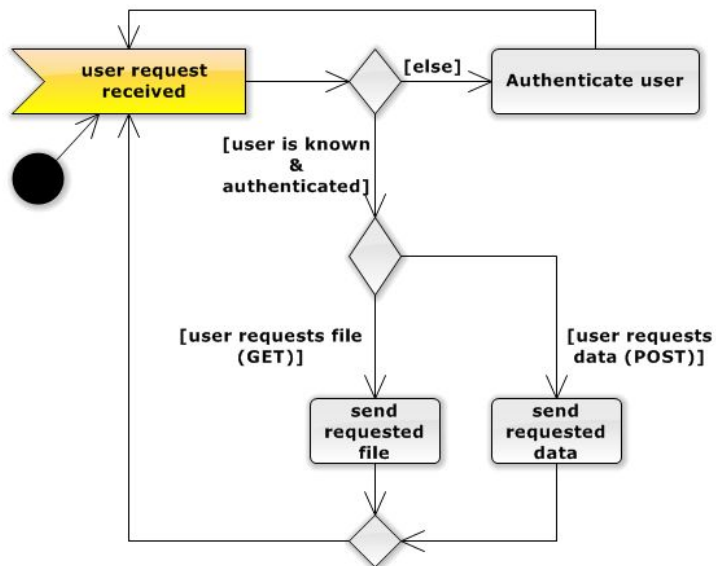 user request
received
[else]
Authenticate user
[user is known
&
authenticated]
[user requests file
(GET)]
[user requests
data (POST)]
send
requested
file
send
requested
data